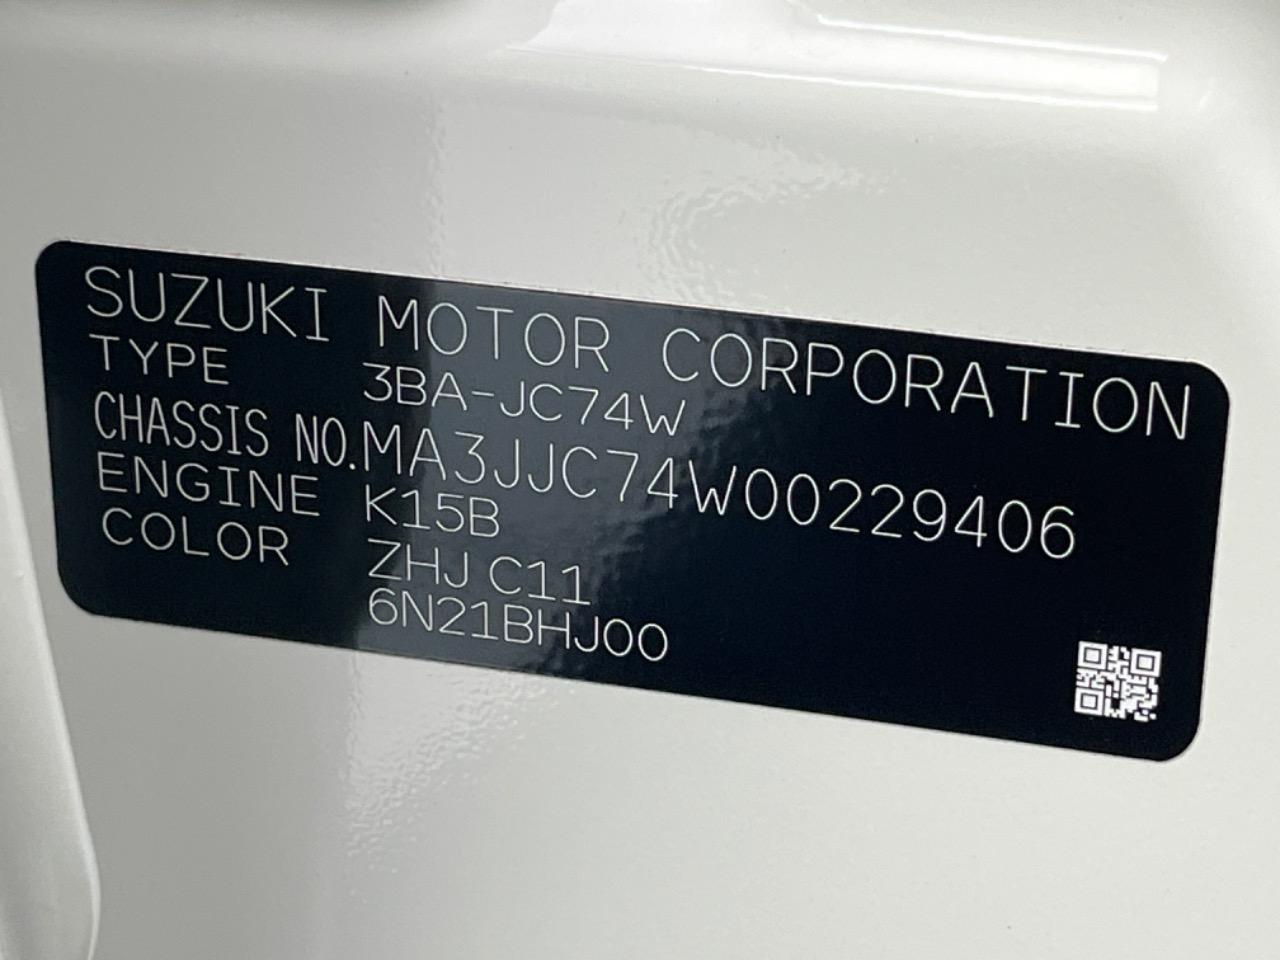 SUZUKI MOTOR CORPORATION
TYPE 3BA-JC74W
CHASSIS NO. MA3JJC74W00229406
ENGINE K15B
COLOR ZHJ C11
6N21BHJ00